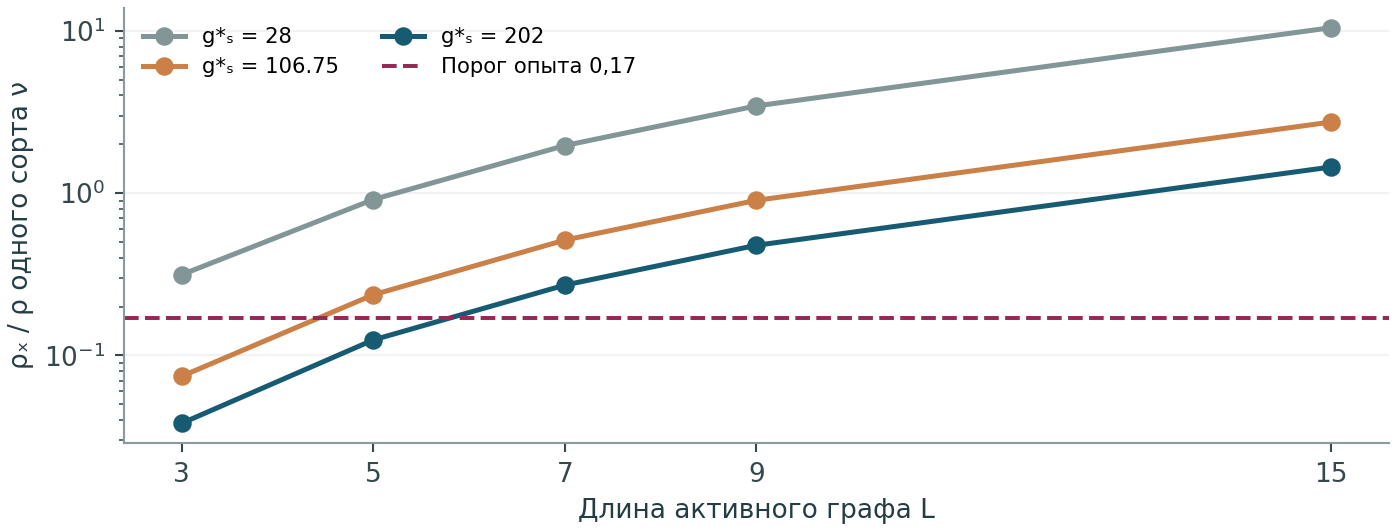 g*ₛ = 28
g*ₛ = 106.75
g*ₛ = 202
Порог опыта 0,17
ρₓ / ρ одного сорта ν
10¹
10⁰
10⁻¹
3 5 7 9 15
Длина активного графа L